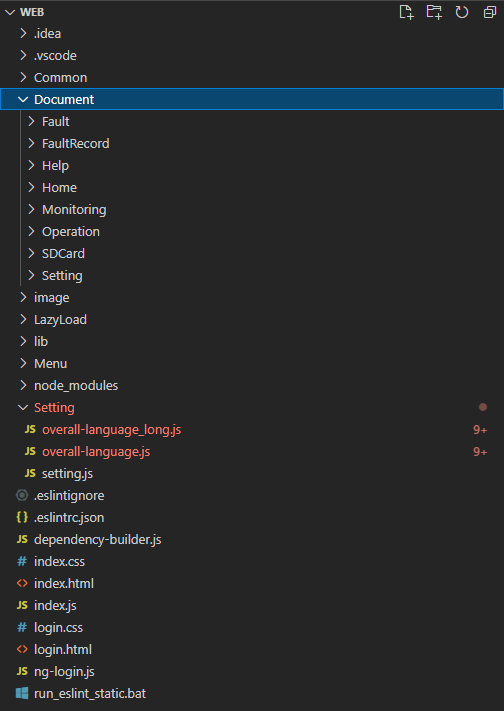 WEB
.idea
.vscode
Common
Document
Fault
FaultRecord
Help
Home
Monitoring
Operation
SDCard
Setting
image
LazyLoad
lib
Menu
node_modules
Setting
JS overall-language_long.js 9+
JS overall-language.js 9+
JS setting.js
.eslintignore
{} .eslintrc.json
JS dependency-builder.js
# index.css
<> index.html
JS index.js
# login.css
<> login.html
JS ng-login.js
run_eslint_static.bat